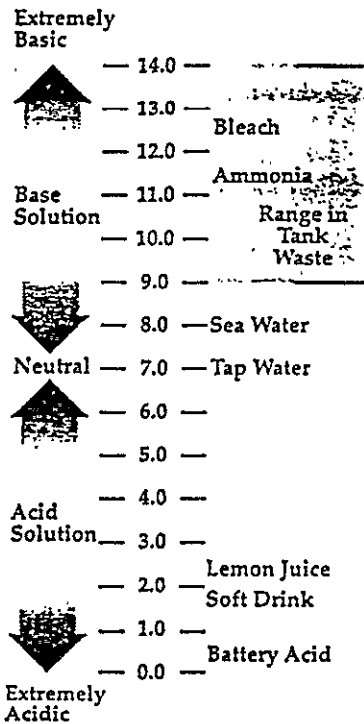 Extremely
Basic
14.0
13.0
Bleach
12.0
Ammonia
Base
Solution
11.0
Range in
Tank
Waste
10.0
9.0
8.0 Sea Water
Neutral 7.0 Tap Water
6.0
5.0
4.0
Acid
Solution
3.0
Lemon Juice
2.0
Soft Drink
1.0
Battery Acid
0.0
Extremely
Acidic